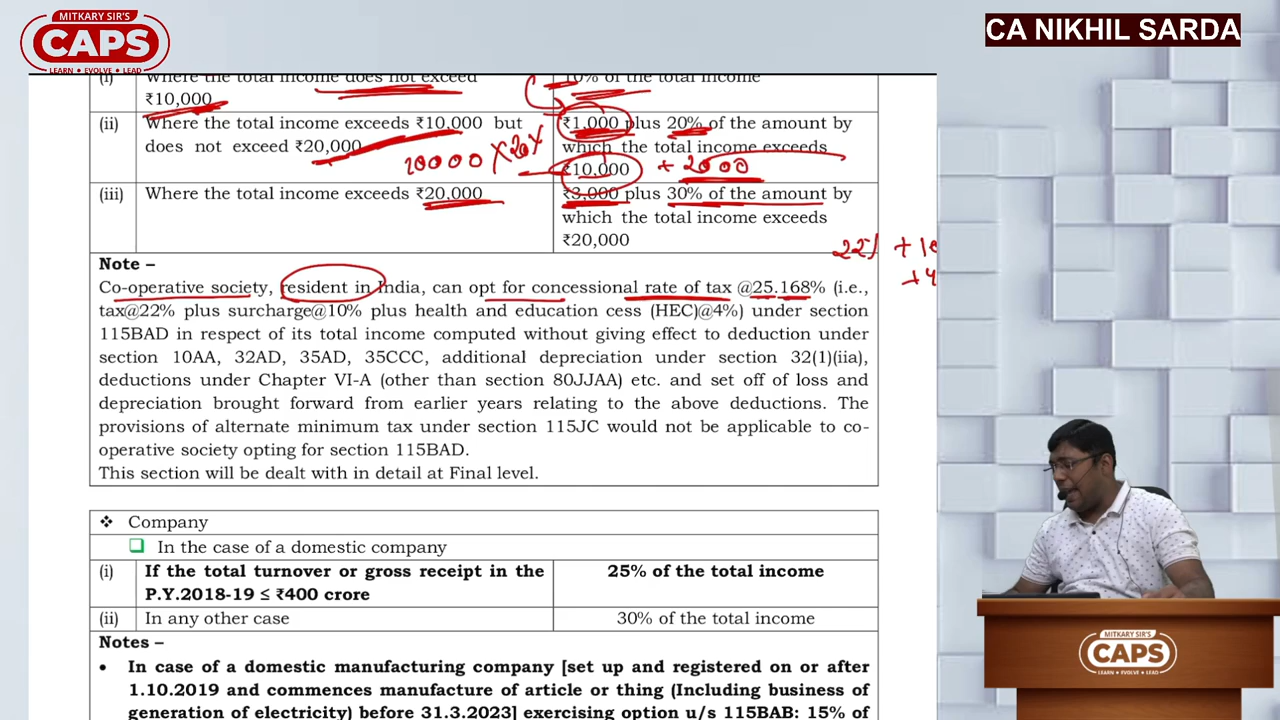 MITKARY SIR'S
CAPS
LEARN • EVOLVE • LEAD
CA NIKHIL SARDA
(i) Where the total income does not exceed ₹10,000
10% of the total income
(ii) Where the total income exceeds ₹10,000 but
does not exceed ₹20,000
₹1,000 plus 20% of the amount by
which the total income exceeds
₹10,000
20000 X 20%
+ 2000
(iii) Where the total income exceeds ₹20,000
₹3,000 plus 30% of the amount by
which the total income exceeds
₹20,000
22% + 10
+4
Note –
Co-operative society, resident in India, can opt for concessional rate of tax @25.168% (i.e.,
tax@22% plus surcharge@10% plus health and education cess (HEC)@4%) under section
115BAD in respect of its total income computed without giving effect to deduction under
section 10AA, 32AD, 35AD, 35CCC, additional depreciation under section 32(1)(iia),
deductions under Chapter VI-A (other than section 80JJAA) etc. and set off of loss and
depreciation brought forward from earlier years relating to the above deductions. The
provisions of alternate minimum tax under section 115JC would not be applicable to co-
operative society opting for section 115BAD.
This section will be dealt with in detail at Final level.
❖ Company
❑ In the case of a domestic company
(i) If the total turnover or gross receipt in the
P.Y.2018-19 ≤ ₹400 crore
25% of the total income
(ii) In any other case
30% of the total income
Notes –
• In case of a domestic manufacturing company [set up and registered on or after
1.10.2019 and commences manufacture of article or thing (Including business of
generation of electricity) before 31.3.2023] exercising option u/s 115BAB: 15% of
MITKARY SIR'S
CAPS
LEARN • EVOLVE • LEAD